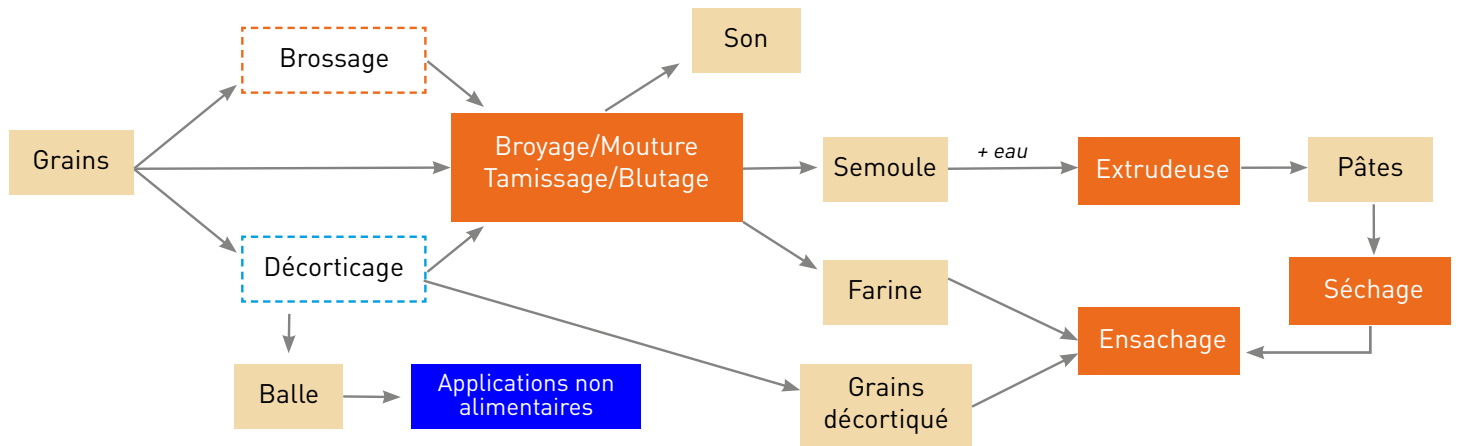 Son
Brossage
Grains
Broyage/Mouture
Tamissage/Blutage
Semoule
+ eau
Extrudeuse
Pâtes
Décorticage
Farine
Séchage
Ensachage
Balle
Applications non
alimentaires
Grains
décortiqué